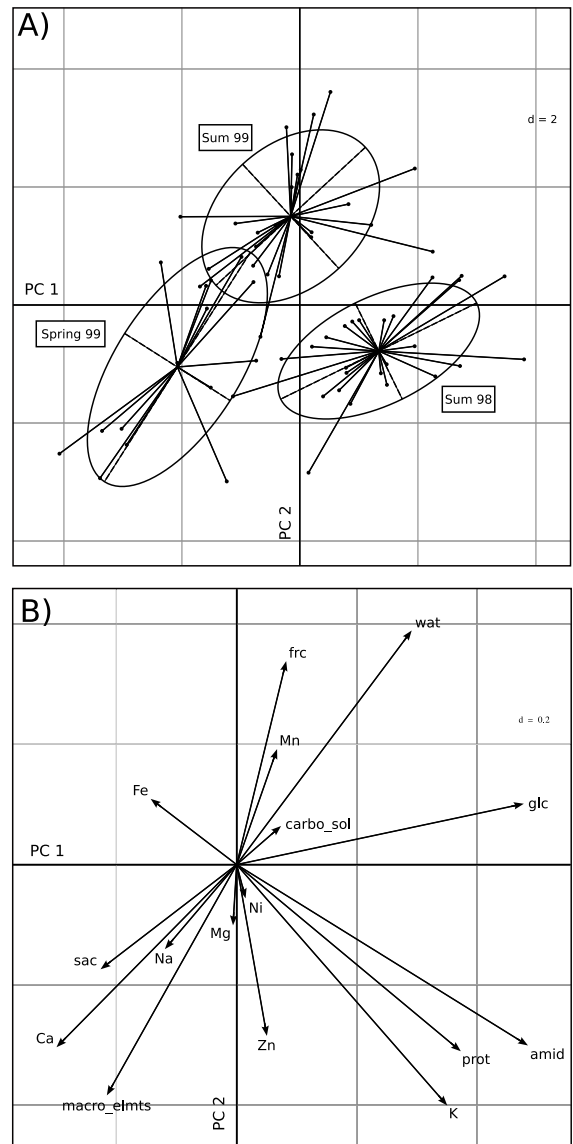 A)
Sum 99
d = 2
PC 1
Spring 99
Sum 98
PC 2
B)
wat
frc
d = 0.2
Mn
Fe
glc
carbo_sol
PC 1
Ni
Mg
Na
sac
Ca
Zn
amid
prot
macro_elmts
K
PC 2